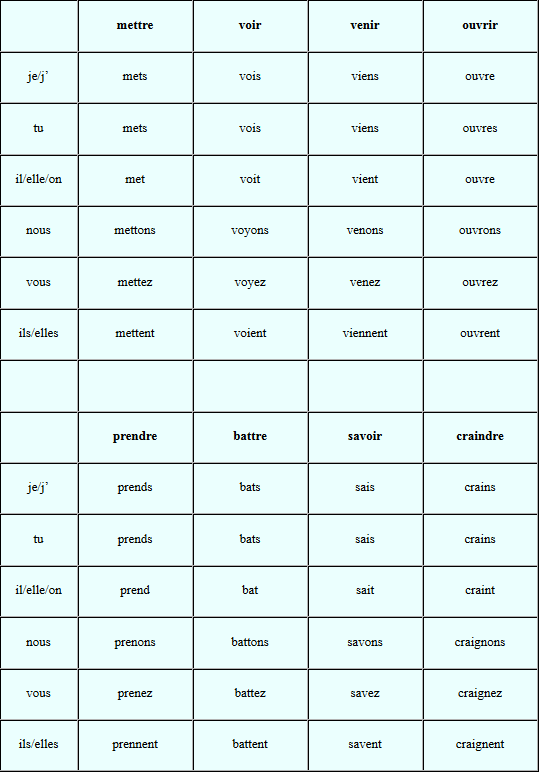 mettre voir venir ouvrir
je/j’ mets vois viens ouvre
tu mets vois viens ouvres
il/elle/on met voit vient ouvre
nous mettons voyons venons ouvrons
vous mettez voyez venez ouvrez
ils/elles mettent voient viennent ouvrent
prendre battre savoir craindre
je/j’ prends bats sais crains
tu prends bats sais crains
il/elle/on prend bat sait craint
nous prenons battons savons craignons
vous prenez battez savez craignez
ils/elles prennent battent savent craignent